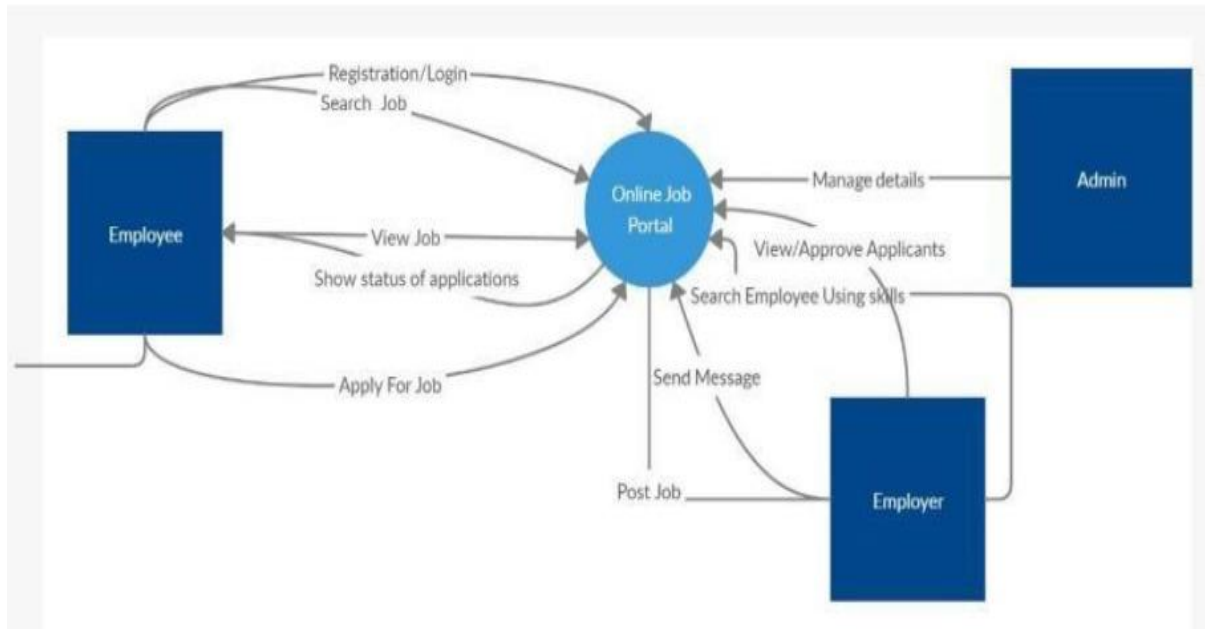 Registration/Login
Search Job
Employee
View Job
Show status of applications
Apply For Job
Online Job
Portal
Manage details
Admin
View/Approve Applicants
Search Employee Using skills
Send Message
Post Job
Employer